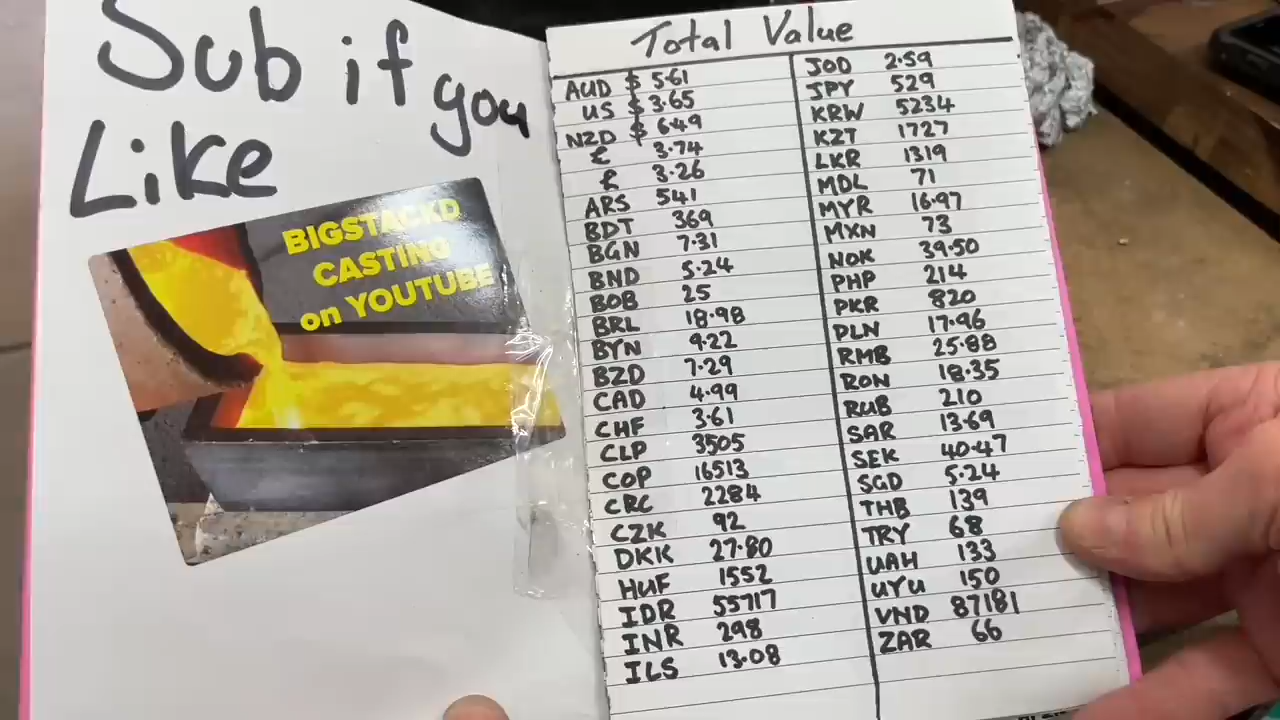 Sub if you
Like
BIGSTACKD
CASTING
on YOUTUBE
Total Value
AUD $ 5.61
US $ 3.65
NZD $ 6.49
€ 3.74
£ 3.26
ARS 541
BDT 369
BGN 7.31
BND 5.24
BOB 25
BRL 18.98
BYN 9.22
BZD 7.29
CAD 4.99
CHF 3.61
CLP 3505
COP 16513
CRC 2284
CZK 92
DKK 27.80
HUF 1552
IDR 55717
INR 298
ILS 13.08
JOD 2.59
JPY 529
KRW 5234
KZT 1727
LKR 1319
MDL 71
MYR 16.97
MXN 73
NOK 39.50
PHP 214
PKR 820
PLN 17.96
RMB 25.88
RON 18.35
RUB 210
SAR 13.69
SEK 40.47
SGD 5.24
THB 139
TRY 68
UAH 133
UYU 150
VND 87181
ZAR 66